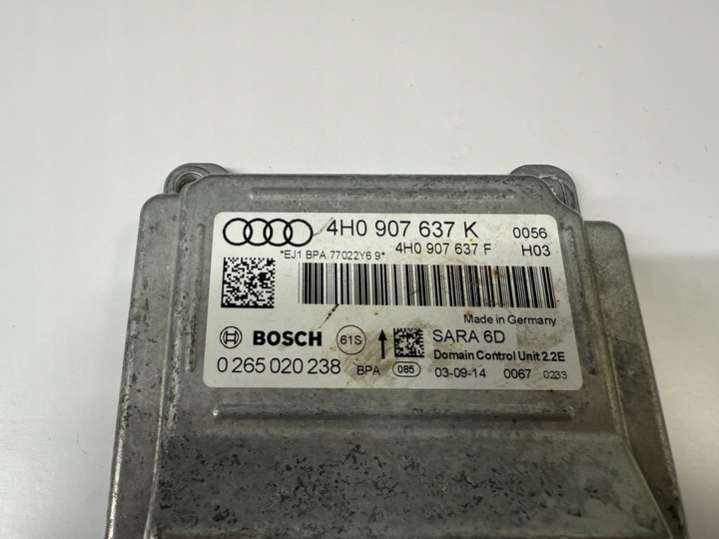 4H0 907 637 K 0056
*EJ1 BPA 77022Y6 9* 4H0 907 637 F H03
Made in Germany
BOSCH 61S SARA 6D
Domain Control Unit 2.2E
0 265 020 238 BPA 085 03-09-14 0067 0233